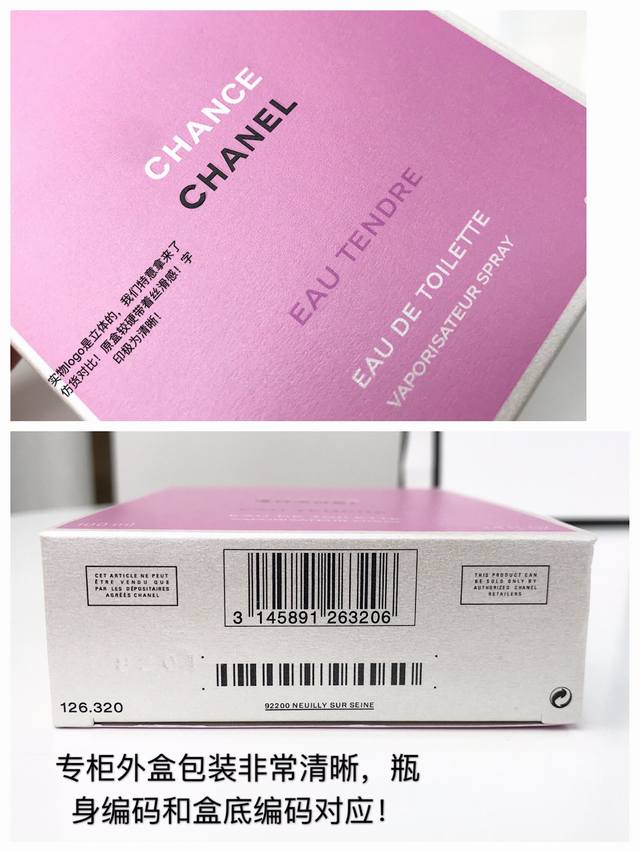 CHANCE
CHANEL
EAU TENDRE
EAU DE TOILETTE
VAPORISATEUR SPRAY
实物logo是立体的，我们特意拿来了
仿货对比！原盒较硬带着丝滑感！字
印极为清晰！
100 ml
CHANEL
CET ARTICLE NE PEUT
ÊTRE VENDU QUE
PAR LES DÉPOSITAIRES
AGRÉÉS CHANEL
3 145891 263206
THIS PRODUCT CAN
BE SOLD ONLY BY
AUTHORIZED CHANEL
RETAILERS
126.320
92200 NEUILLY SUR SEINE
专柜外盒包装非常清晰，瓶
身编码和盒底编码对应！